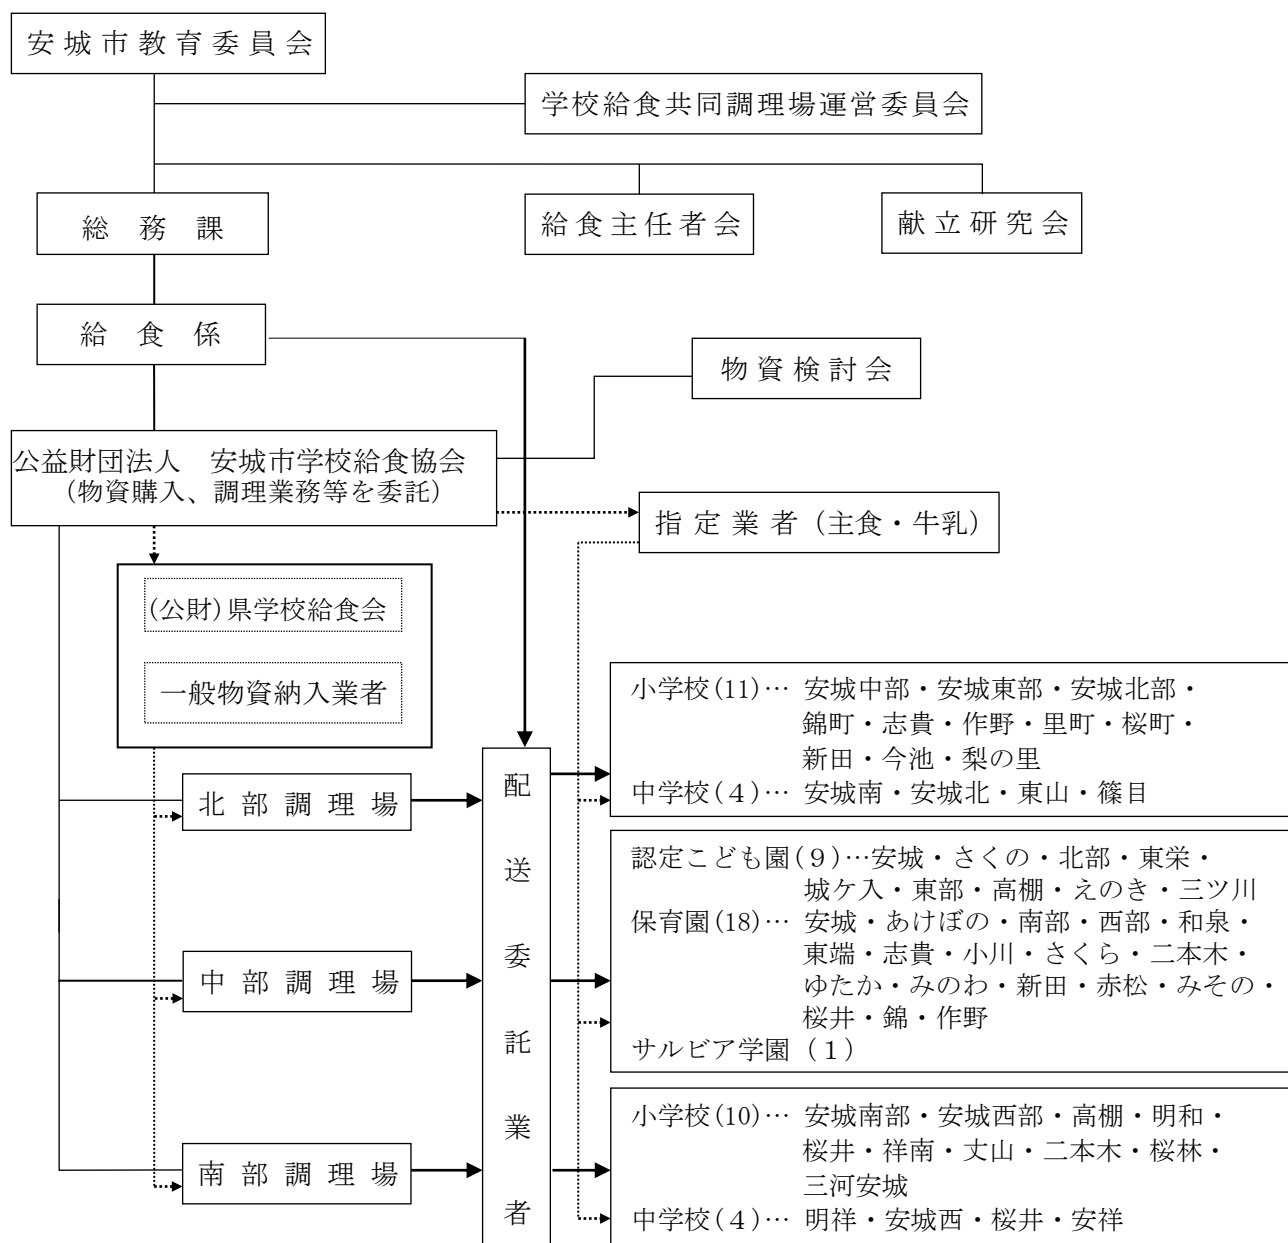 安城市教育委員会
学校給食共同調理場運営委員会
総務課
給食主任者会
献立研究会
給食係
物資検討会
公益財団法人　安城市学校給食協会
（物資購入、調理業務等を委託）
指定業者（主食・牛乳）
(公財)県学校給食会
一般物資納入業者
小学校(11)… 安城中部・安城東部・安城北部・
錦町・志貴・作野・里町・桜町・
新田・今池・梨の里
中学校(４)… 安城南・安城北・東山・篠目
北部調理場
配送委託業者
認定こども園(９)…安城・さくの・北部・東栄・
城ケ入・東部・高棚・えのき・三ツ川
保育園(18)… 安城・あけぼの・南部・西部・和泉・
東端・志貴・小川・さくら・二本木・
ゆたか・みのわ・新田・赤松・みその・
桜井・錦・作野
サルビア学園（１）
中部調理場
小学校(10)… 安城南部・安城西部・高棚・明和・
桜井・祥南・丈山・二本木・桜林・
三河安城
中学校(４)… 明祥・安城西・桜井・安祥
南部調理場